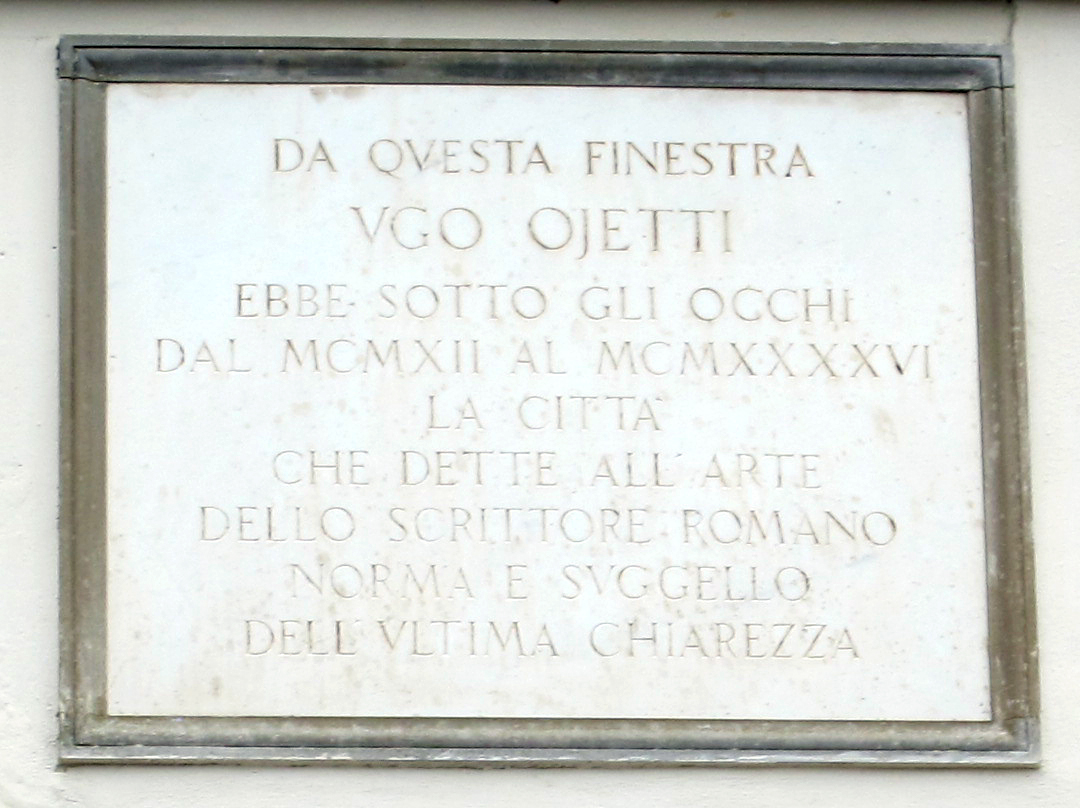 DA QVESTA FINESTRA
VGO OJETTI
EBBE SOTTO GLI OCCHI
DAL MCMXII AL MCMXXXXVI
LA CITTA'
CHE DETTE ALL'ARTE
DELLO SCRITTORE ROMANO
NORMA E SVGGELLO
DELL'VLTIMA CHIAREZZA